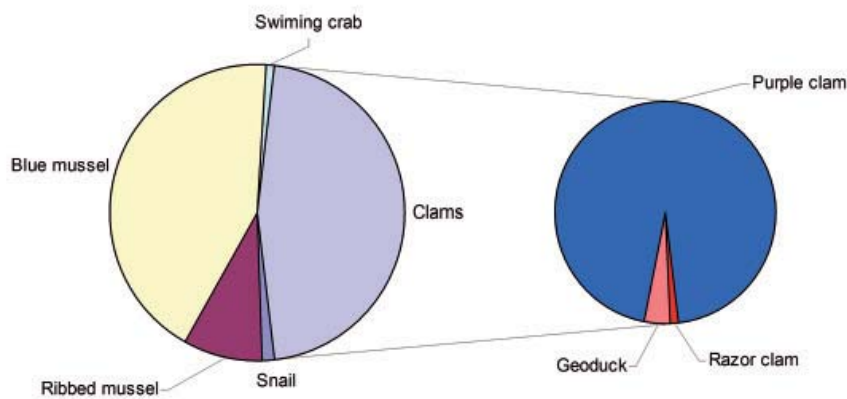 Swiming crab
Purple clam
Blue mussel
Clams
Geoduck
Razor clam
Ribbed mussel
Snail